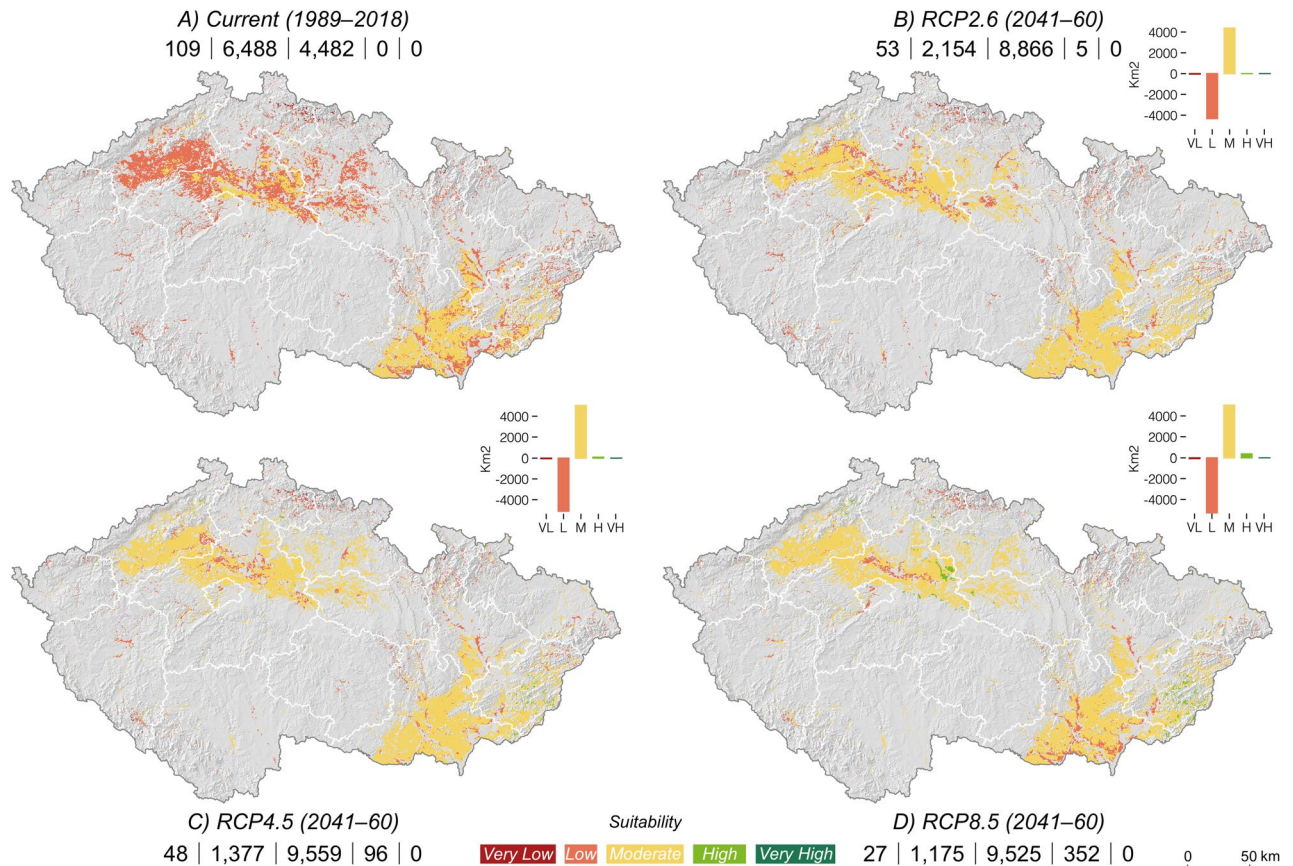 A) Current (1989–2018)
109 | 6,488 | 4,482 | 0 | 0
B) RCP2.6 (2041–60)
53 | 2,154 | 8,866 | 5 | 0
Km2
4000
2000
0
-2000
-4000
VL L M H VH
Km2
4000
2000
0
-2000
-4000
VL L M H VH
Km2
4000
2000
0
-2000
-4000
VL L M H VH
C) RCP4.5 (2041–60)
48 | 1,377 | 9,559 | 96 | 0
Suitability
Very Low Low Moderate High Very High
D) RCP8.5 (2041–60)
27 | 1,175 | 9,525 | 352 | 0
0 50 km